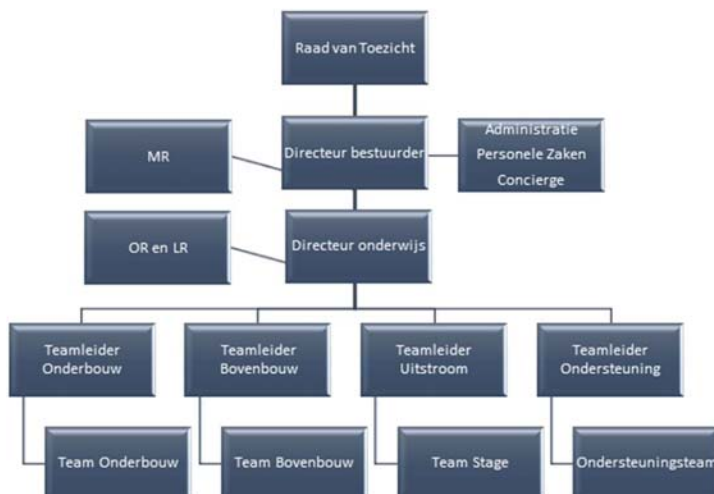 Raad van Toezicht
MR
Directeur bestuurder
Administratie
Personele Zaken
Concierge
OR en LR
Directeur onderwijs
Teamleider
Onderbouw
Teamleider
Bovenbouw
Teamleider
Uitstroom
Teamleider
Ondersteuning
Team Onderbouw
Team Bovenbouw
Team Stage
Ondersteuningsteam